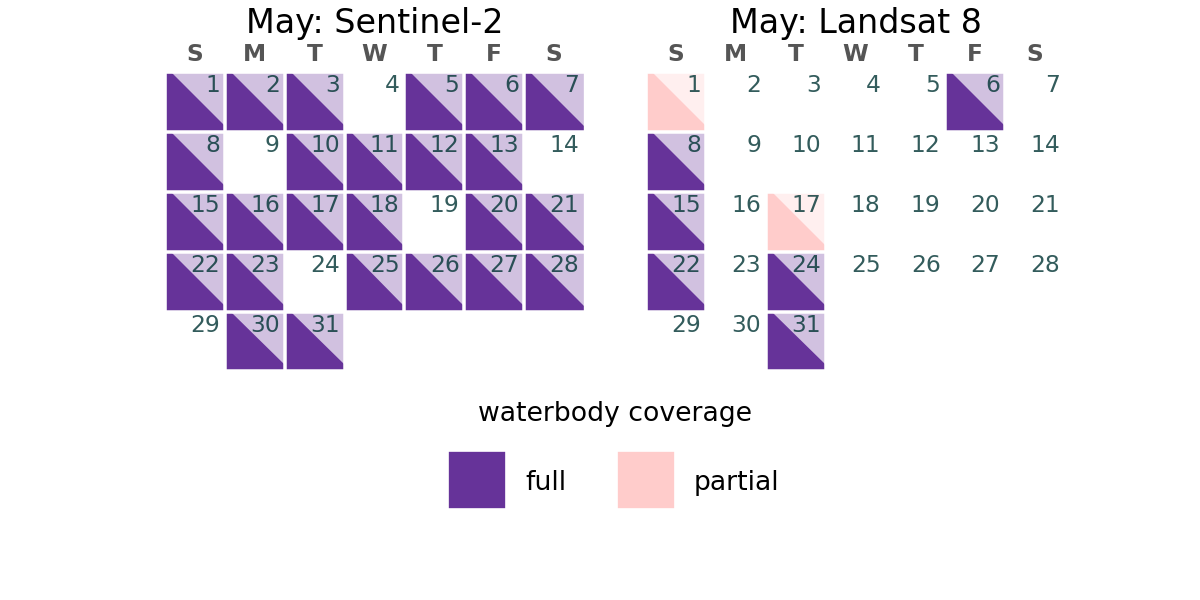 May: Sentinel-2
S M T W T F S
1 2 3 4 5 6 7
8 9 10 11 12 13 14
15 16 17 18 19 20 21
22 23 24 25 26 27 28
29 30 31
May: Landsat 8
S M T W T F S
1 2 3 4 5 6 7
8 9 10 11 12 13 14
15 16 17 18 19 20 21
22 23 24 25 26 27 28
29 30 31
waterbody coverage
full
partial